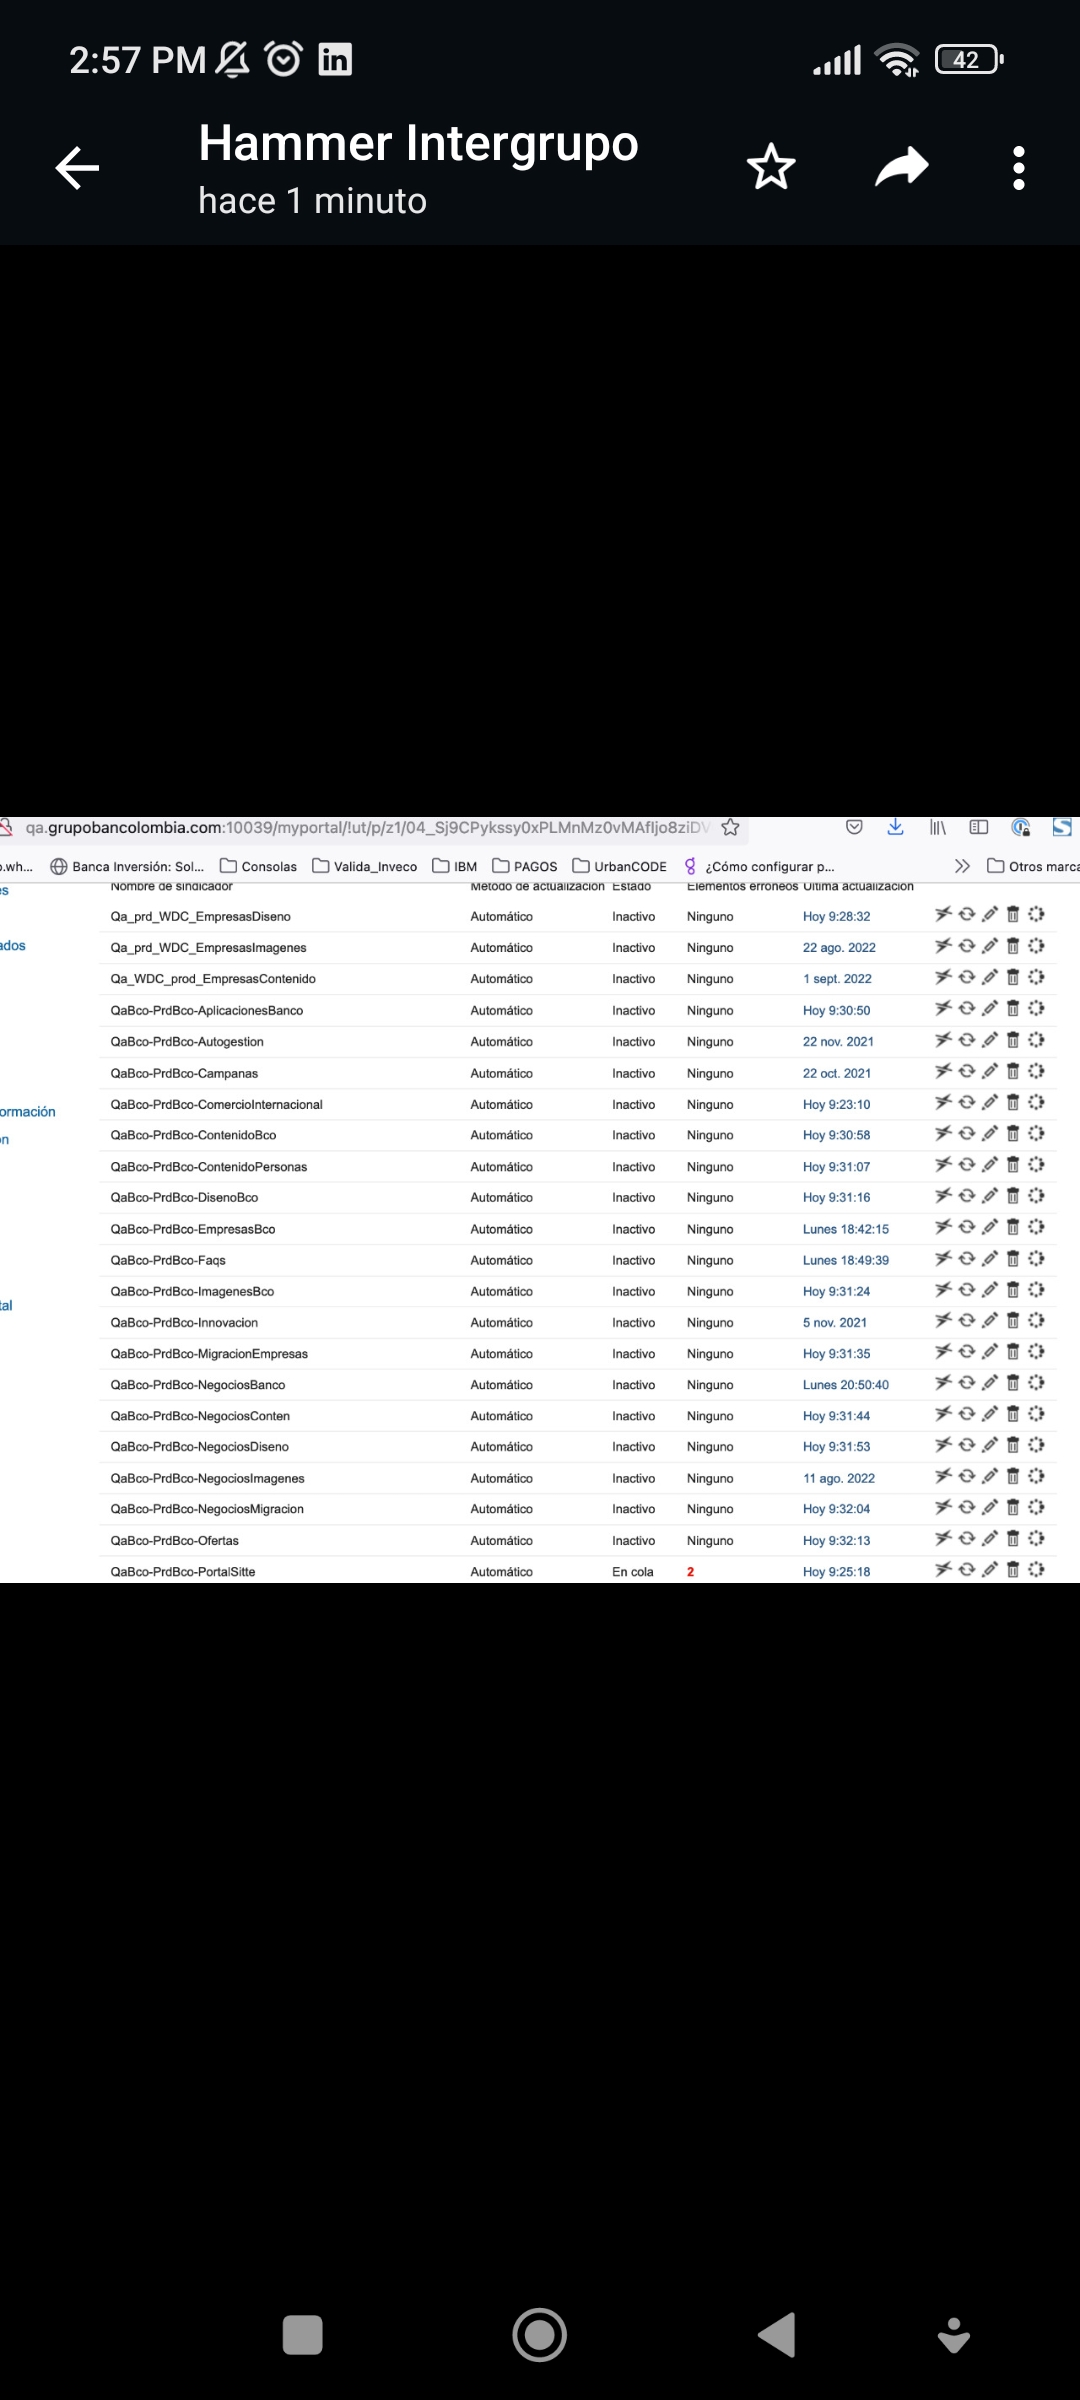 2:57 PM
42
Hammer Intergrupo
hace 1 minuto
qa.grupobancolombia.com:10039/myportal/!ut/p/z1/04_Sj9CPykssy0xPLMnMz0vMAfIjo8ziDV
o.wh... Banca Inversión: Sol... Consolas Valida_Inveco IBM PAGOS UrbanCODE ¿Cómo configurar p... Otros marca
es
Nombre de sindicador Método de actualización Estado Elementos erróneos Última actualización
Qa_prd_WDC_EmpresasDiseno Automático Inactivo Ninguno Hoy 9:28:32
ados
Qa_prd_WDC_EmpresasImagenes Automático Inactivo Ninguno 22 ago. 2022
Qa_WDC_prod_EmpresasContenido Automático Inactivo Ninguno 1 sept. 2022
QaBco-PrdBco-AplicacionesBanco Automático Inactivo Ninguno Hoy 9:30:50
QaBco-PrdBco-Autogestion Automático Inactivo Ninguno 22 nov. 2021
QaBco-PrdBco-Campanas Automático Inactivo Ninguno 22 oct. 2021
QaBco-PrdBco-ComercioInternacional Automático Inactivo Ninguno Hoy 9:23:10
ormación
QaBco-PrdBco-ContenidoBco Automático Inactivo Ninguno Hoy 9:30:58
on
QaBco-PrdBco-ContenidoPersonas Automático Inactivo Ninguno Hoy 9:31:07
QaBco-PrdBco-DisenoBco Automático Inactivo Ninguno Hoy 9:31:16
QaBco-PrdBco-EmpresasBco Automático Inactivo Ninguno Lunes 18:42:15
QaBco-PrdBco-Faqs Automático Inactivo Ninguno Lunes 18:49:39
QaBco-PrdBco-ImagenesBco Automático Inactivo Ninguno Hoy 9:31:24
tal
QaBco-PrdBco-Innovacion Automático Inactivo Ninguno 5 nov. 2021
QaBco-PrdBco-MigracionEmpresas Automático Inactivo Ninguno Hoy 9:31:35
QaBco-PrdBco-NegociosBanco Automático Inactivo Ninguno Lunes 20:50:40
QaBco-PrdBco-NegociosConten Automático Inactivo Ninguno Hoy 9:31:44
QaBco-PrdBco-NegociosDiseno Automático Inactivo Ninguno Hoy 9:31:53
QaBco-PrdBco-NegociosImagenes Automático Inactivo Ninguno 11 ago. 2022
QaBco-PrdBco-NegociosMigracion Automático Inactivo Ninguno Hoy 9:32:04
QaBco-PrdBco-Ofertas Automático Inactivo Ninguno Hoy 9:32:13
QaBco-PrdBco-PortalSitte Automático En cola 2 Hoy 9:25:18